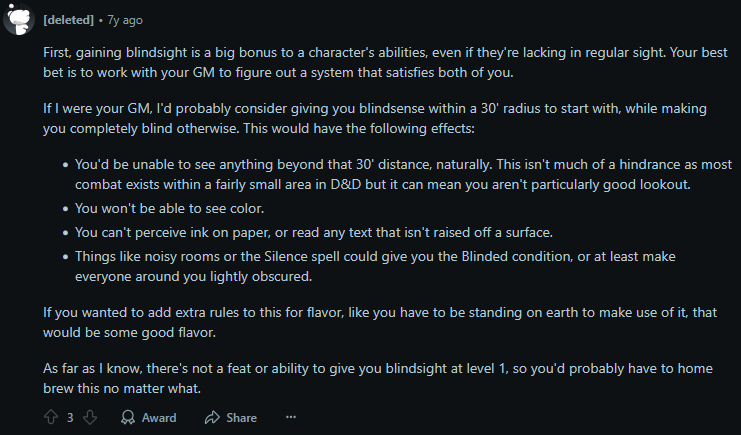 [deleted] • 7y ago
First, gaining blindsight is a big bonus to a character's abilities, even if they're lacking in regular sight. Your best
bet is to work with your GM to figure out a system that satisfies both of you.
If I were your GM, I'd probably consider giving you blindsense within a 30' radius to start with, while making
you completely blind otherwise. This would have the following effects:
• You'd be unable to see anything beyond that 30' distance, naturally. This isn't much of a hindrance as most
combat exists within a fairly small area in D&D but it can mean you aren't particularly good lookout.
• You won't be able to see color.
• You can't perceive ink on paper, or read any text that isn't raised off a surface.
• Things like noisy rooms or the Silence spell could give you the Blinded condition, or at least make
everyone around you lightly obscured.
If you wanted to add extra rules to this for flavor, like you have to be standing on earth to make use of it, that
would be some good flavor.
As far as I know, there's not a feat or ability to give you blindsight at level 1, so you'd probably have to home
brew this no matter what.
3 Award Share ...